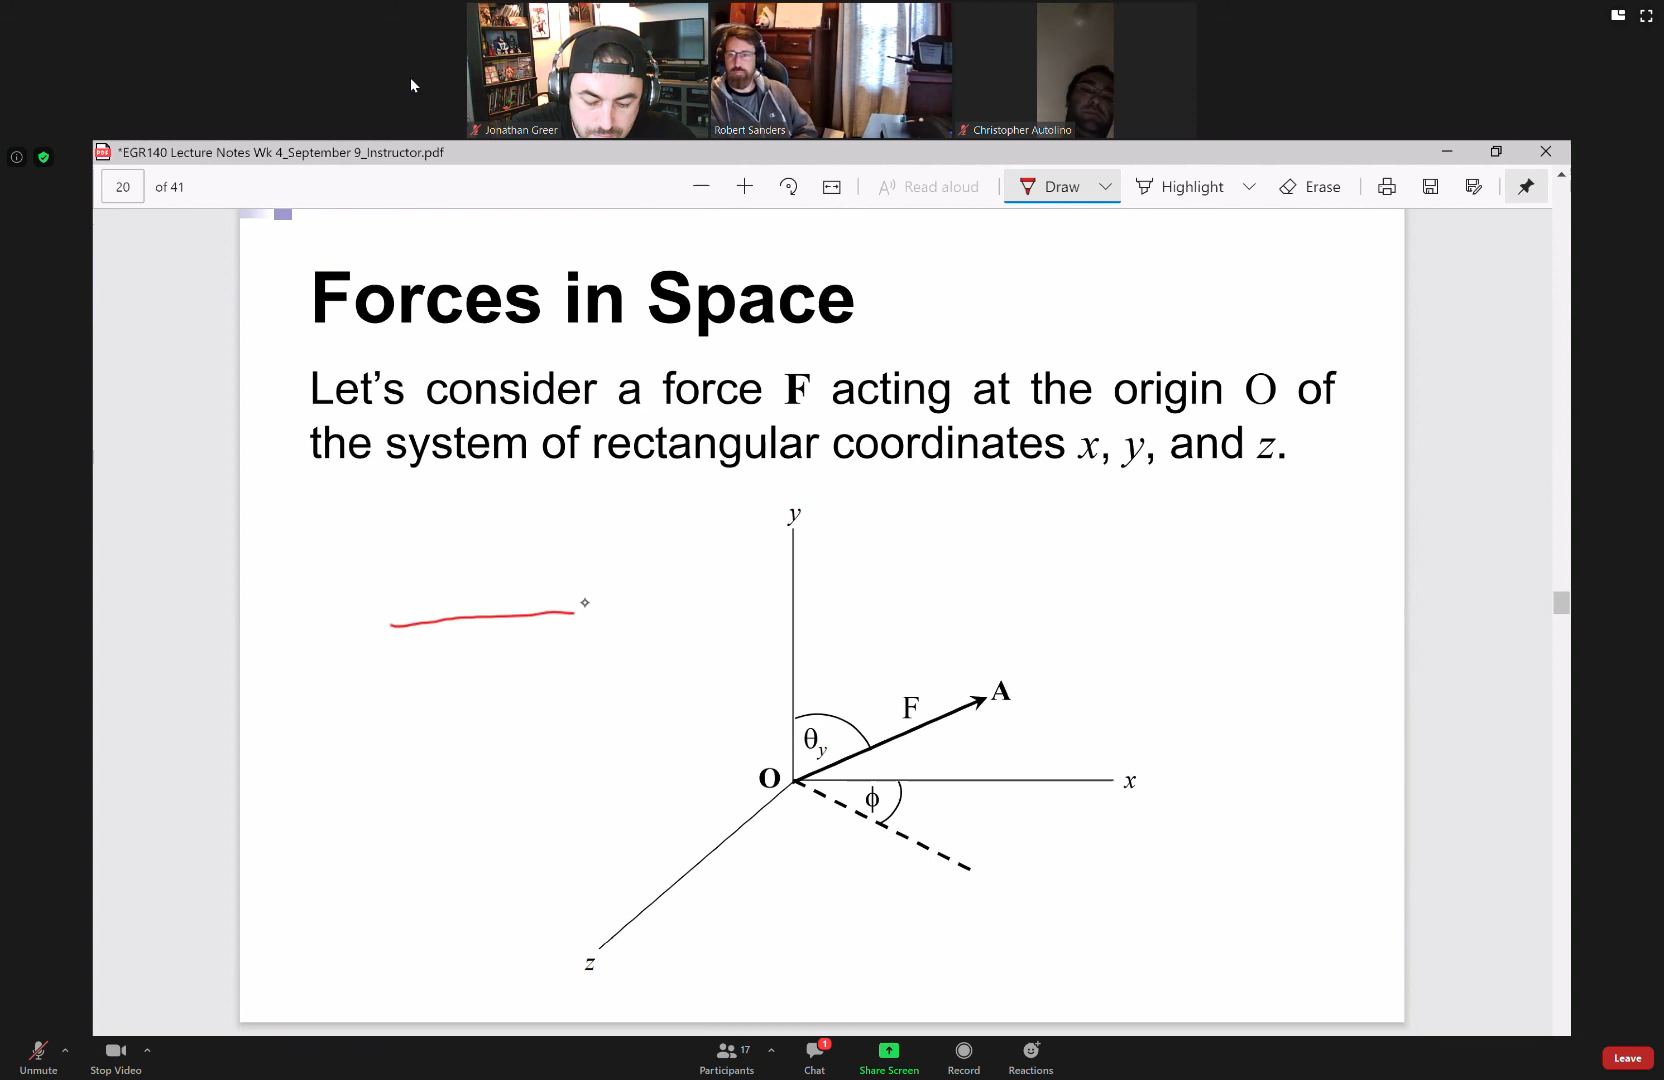 Jonathan Greer
Robert Sanders
Christopher Autolino
*EGR140 Lecture Notes Wk 4_September 9_Instructor.pdf
20 of 41
Read aloud
Draw
Highlight
Erase
Forces in Space
Let's consider a force F acting at the origin O of
the system of rectangular coordinates x, y, and z.
y
A
F
θy
O
x
ϕ
z
Unmute
Stop Video
17
Participants
1
Chat
Share Screen
Record
Reactions
Leave